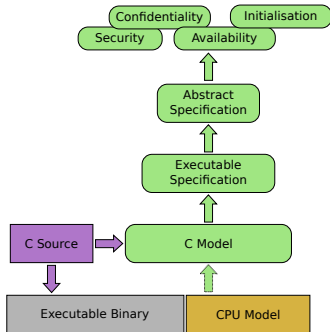 Confidentiality
Initialisation
Security
Availability
Abstract
Specification
Executable
Specification
C Source
C Model
Executable Binary
CPU Model